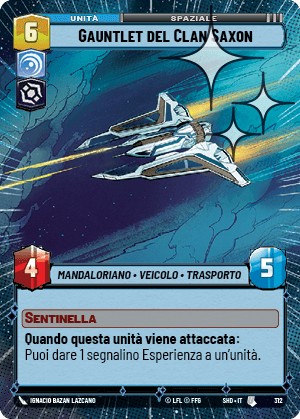 UNITÀ
SPAZIALE
6
GAUNTLET DEL CLAN SAXON
4
5
MANDALORIANO • VEICOLO • TRASPORTO
SENTINELLA
Quando questa unità viene attaccata:
Puoi dare 1 segnalino Esperienza a un'unità.
IGNACIO BAZAN LAZCANO
© LFL © FFG
SHD • IT
312